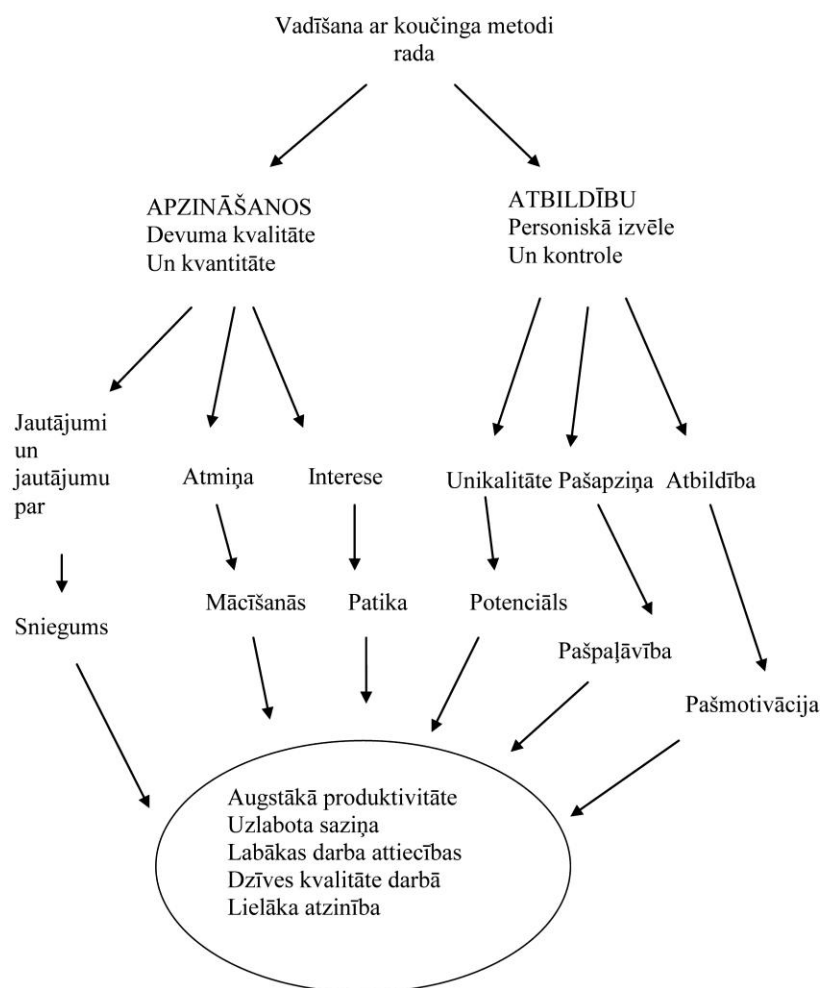 Vadīšana ar koučinga metodi
rada
APZINĀŠANOS
Devuma kvalitāte
Un kvantitāte
ATBILDĪBU
Personiskā izvēle
Un kontrole
Jautājumi
un
jautājumu
par
Atmiņa
Interese
Unikalitāte
Pašapziņa
Atbildība
Sniegums
Mācīšanās
Patika
Potenciāls
Pašpaļāvība
Pašmotivācija
Augstākā produktivitāte
Uzlabota saziņa
Labākas darba attiecības
Dzīves kvalitāte darbā
Lielāka atzinība